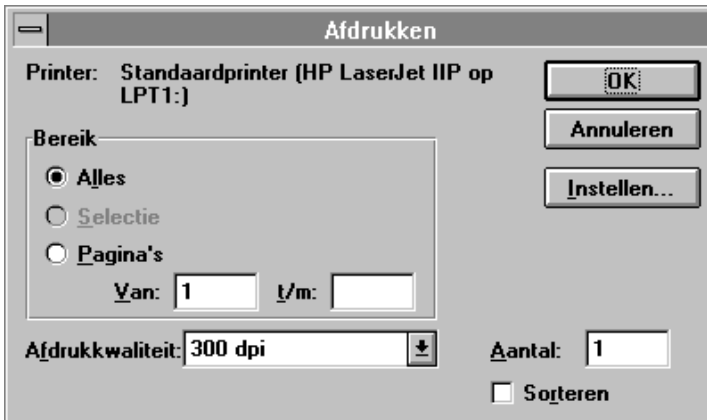 Afdrukken
Printer: Standaardprinter (HP LaserJet IIP op
LPT1:)
OK
Annuleren
Instellen...
Bereik
Alles
Selectie
Pagina's
Van: 1 t/m:
Afdrukkwaliteit: 300 dpi
Aantal: 1
Sorteren